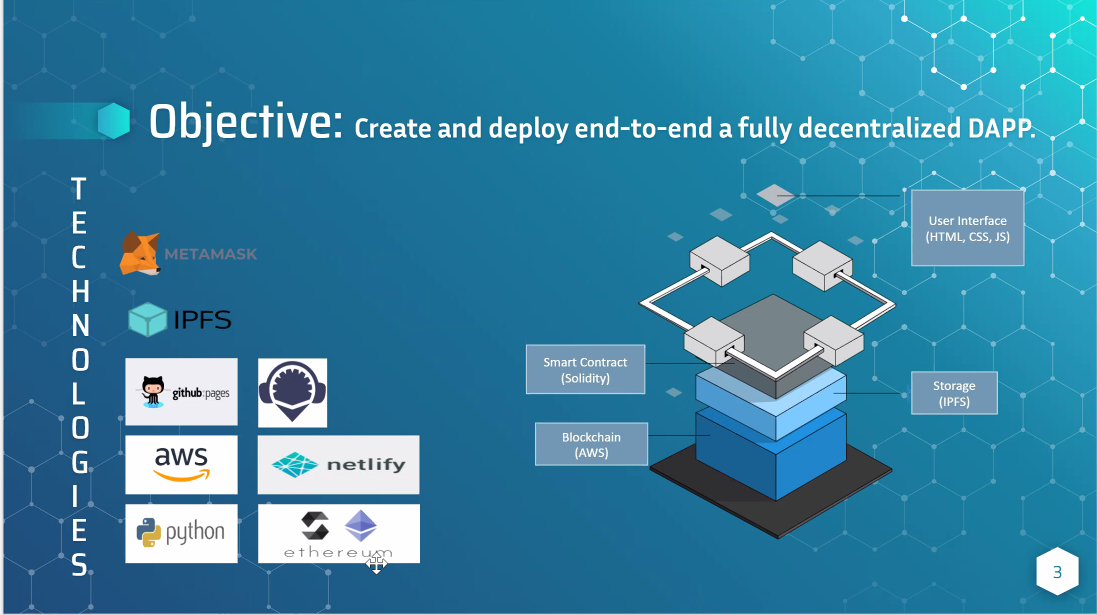 Objective: Create and deploy end-to-end a fully decentralized DAPP.
TECHNOLOGIES
METAMASK
IPFS
github:pages
aws
netlify
python
ethereum
User Interface
(HTML, CSS, JS)
Smart Contract
(Solidity)
Storage
(IPFS)
Blockchain
(AWS)
3